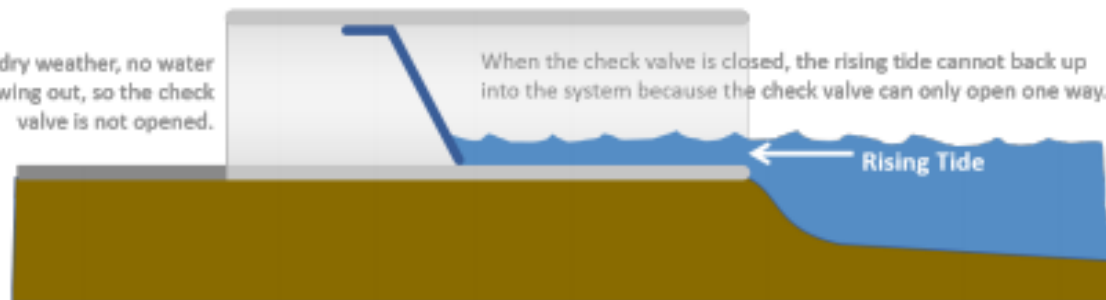 dry weather, no water
wing out, so the check
valve is not opened.
When the check valve is closed, the rising tide cannot back up
into the system because the check valve can only open one way.
Rising Tide